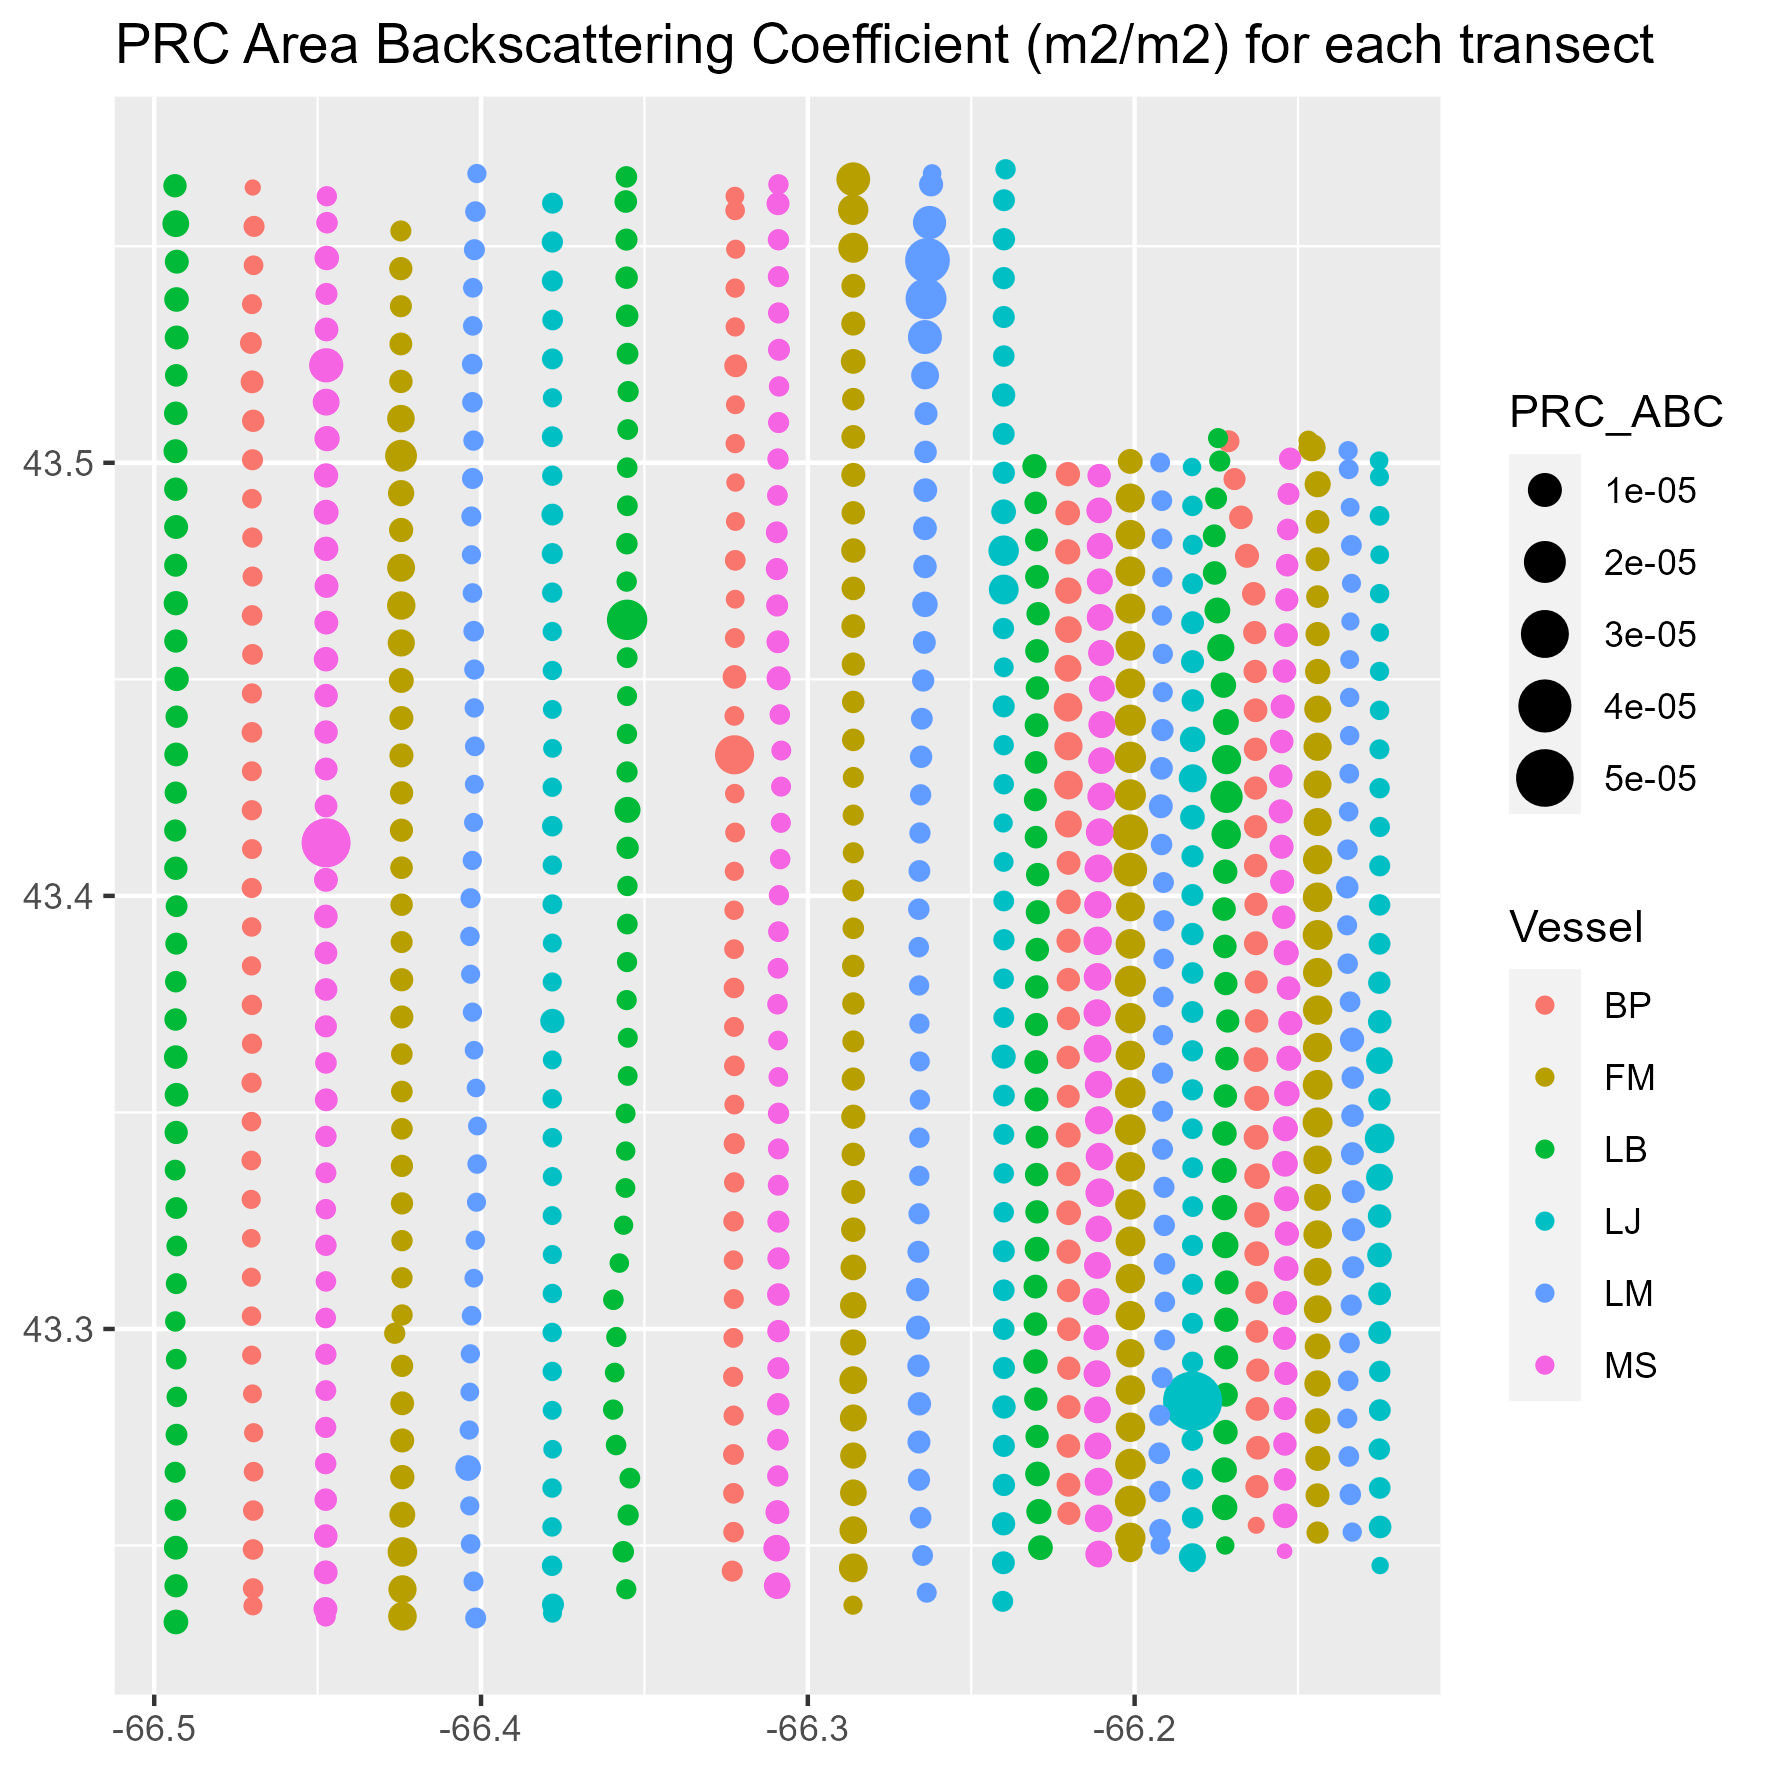 PRC Area Backscattering Coefficient (m2/m2) for each transect
43.5
43.4
43.3
-66.5
-66.4
-66.3
-66.2
PRC_ABC
1e-05
2e-05
3e-05
4e-05
5e-05
Vessel
BP
FM
LB
LJ
LM
MS